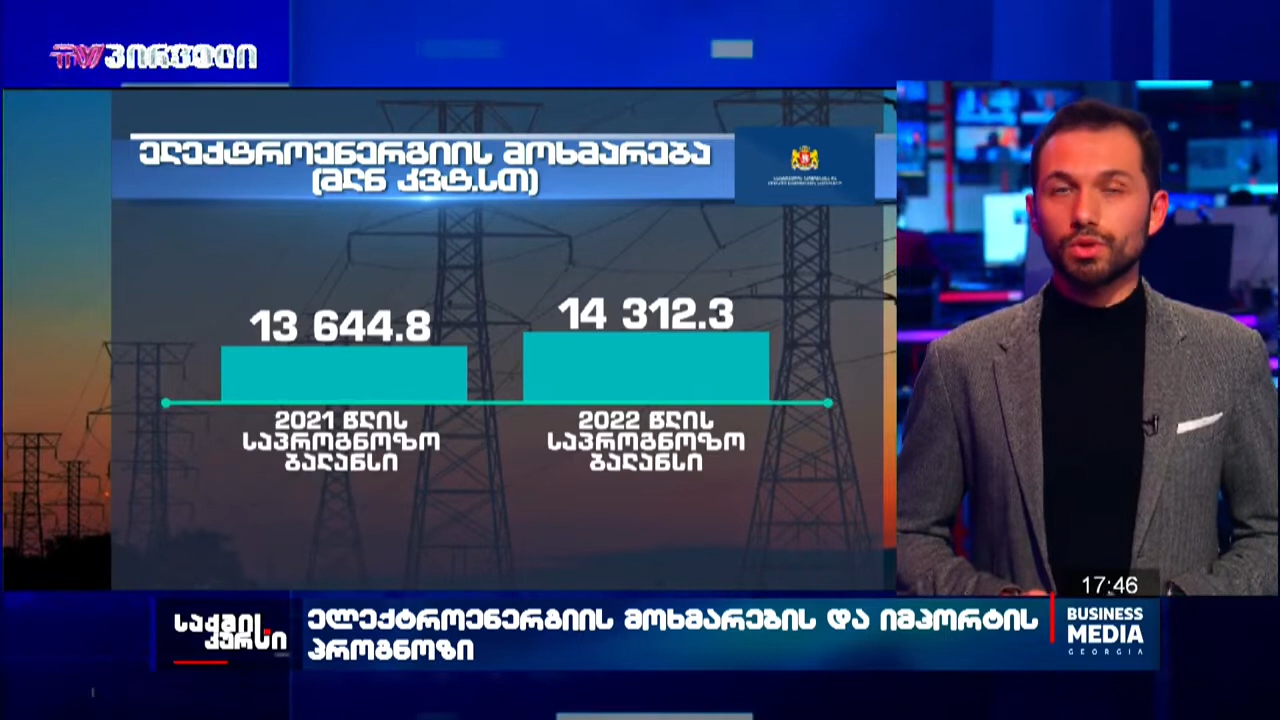 TV პირველი
ელექტროენერგიის მოხმარება
(მლნ კვტ.სთ)
13 644.8
14 312.3
2021 წლის
საპროგნოზო
ბალანსი
2022 წლის
საპროგნოზო
ბალანსი
17:46
საქმის
კურსი
ელექტროენერგიის მოხმარების და იმპორტის
პროგნოზი
BUSINESS
MEDIA
GEORGIA